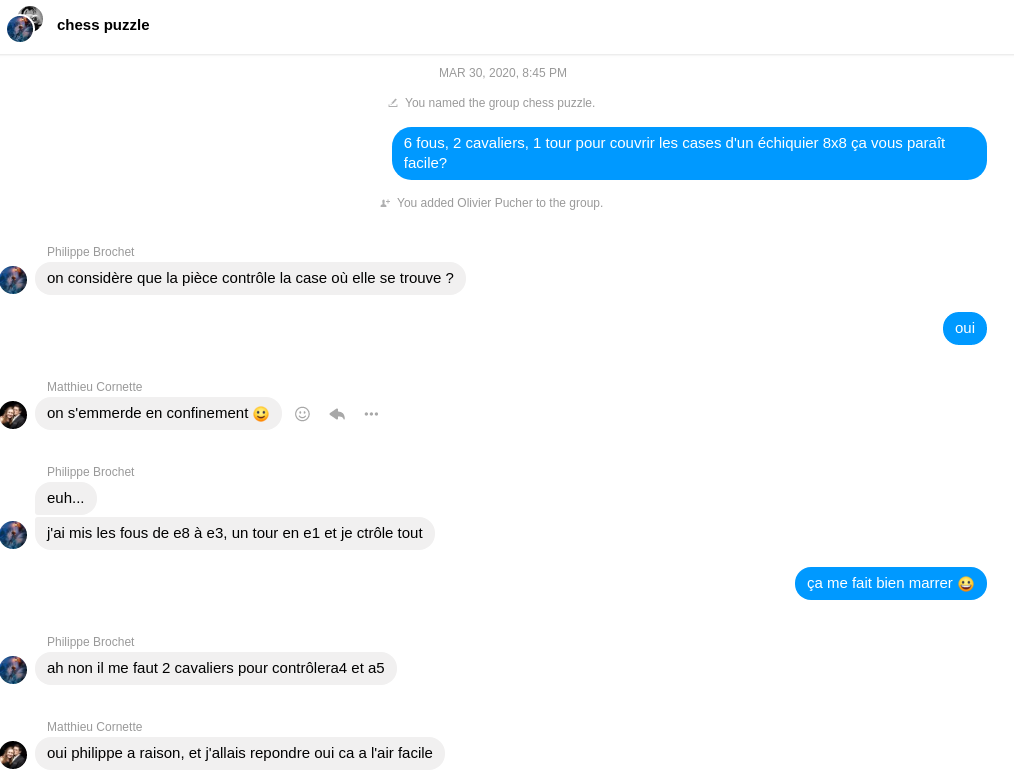 chess puzzle
MAR 30, 2020, 8:45 PM
You named the group chess puzzle.
6 fous, 2 cavaliers, 1 tour pour couvrir les cases d'un échiquier 8x8 ça vous paraît
facile?
You added Olivier Pucher to the group.
Philippe Brochet
on considère que la pièce contrôle la case où elle se trouve ?
oui
Matthieu Cornette
on s'emmerde en confinement 😀
Philippe Brochet
euh...
j'ai mis les fous de e8 à e3, un tour en e1 et je ctrôle tout
ça me fait bien marrer 😀
Philippe Brochet
ah non il me faut 2 cavaliers pour contrôlera4 et a5
Matthieu Cornette
oui philippe a raison, et j'allais repondre oui ca a l'air facile